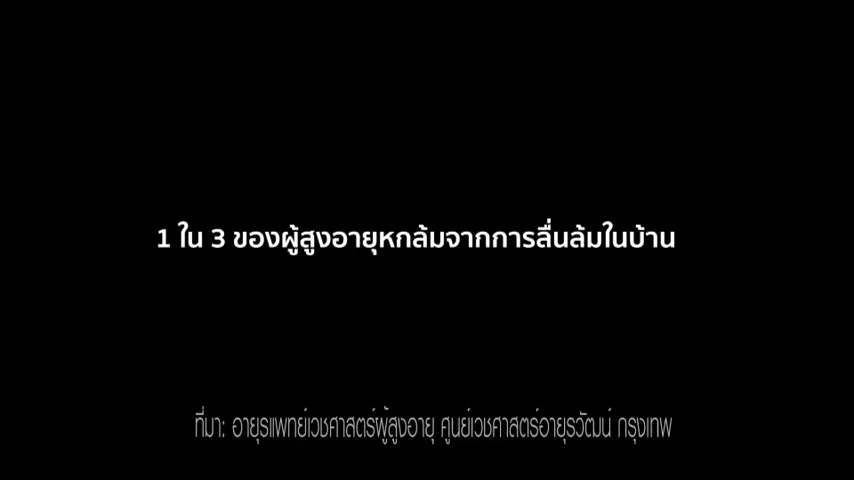 1 ใน 3 ของผู้สูงอายุหกล้มจากการลื่นล้มในบ้าน
ที่มา: อายุรแพทย์เวชศาสตร์ผู้สูงอายุ ศูนย์เวชศาสตร์อายุรวัฒน์ กรุงเทพ